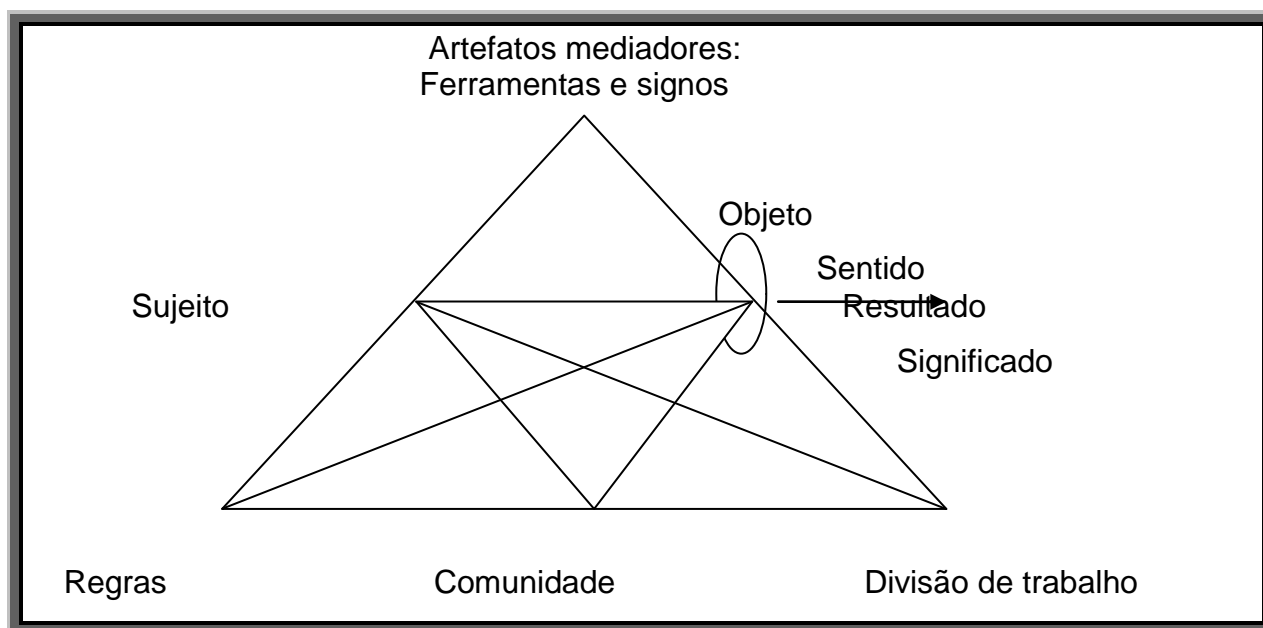 Artefatos mediadores:
Ferramentas e signos
Objeto
Sentido
Sujeito
Resultado
Significado
Regras
Comunidade
Divisão de trabalho